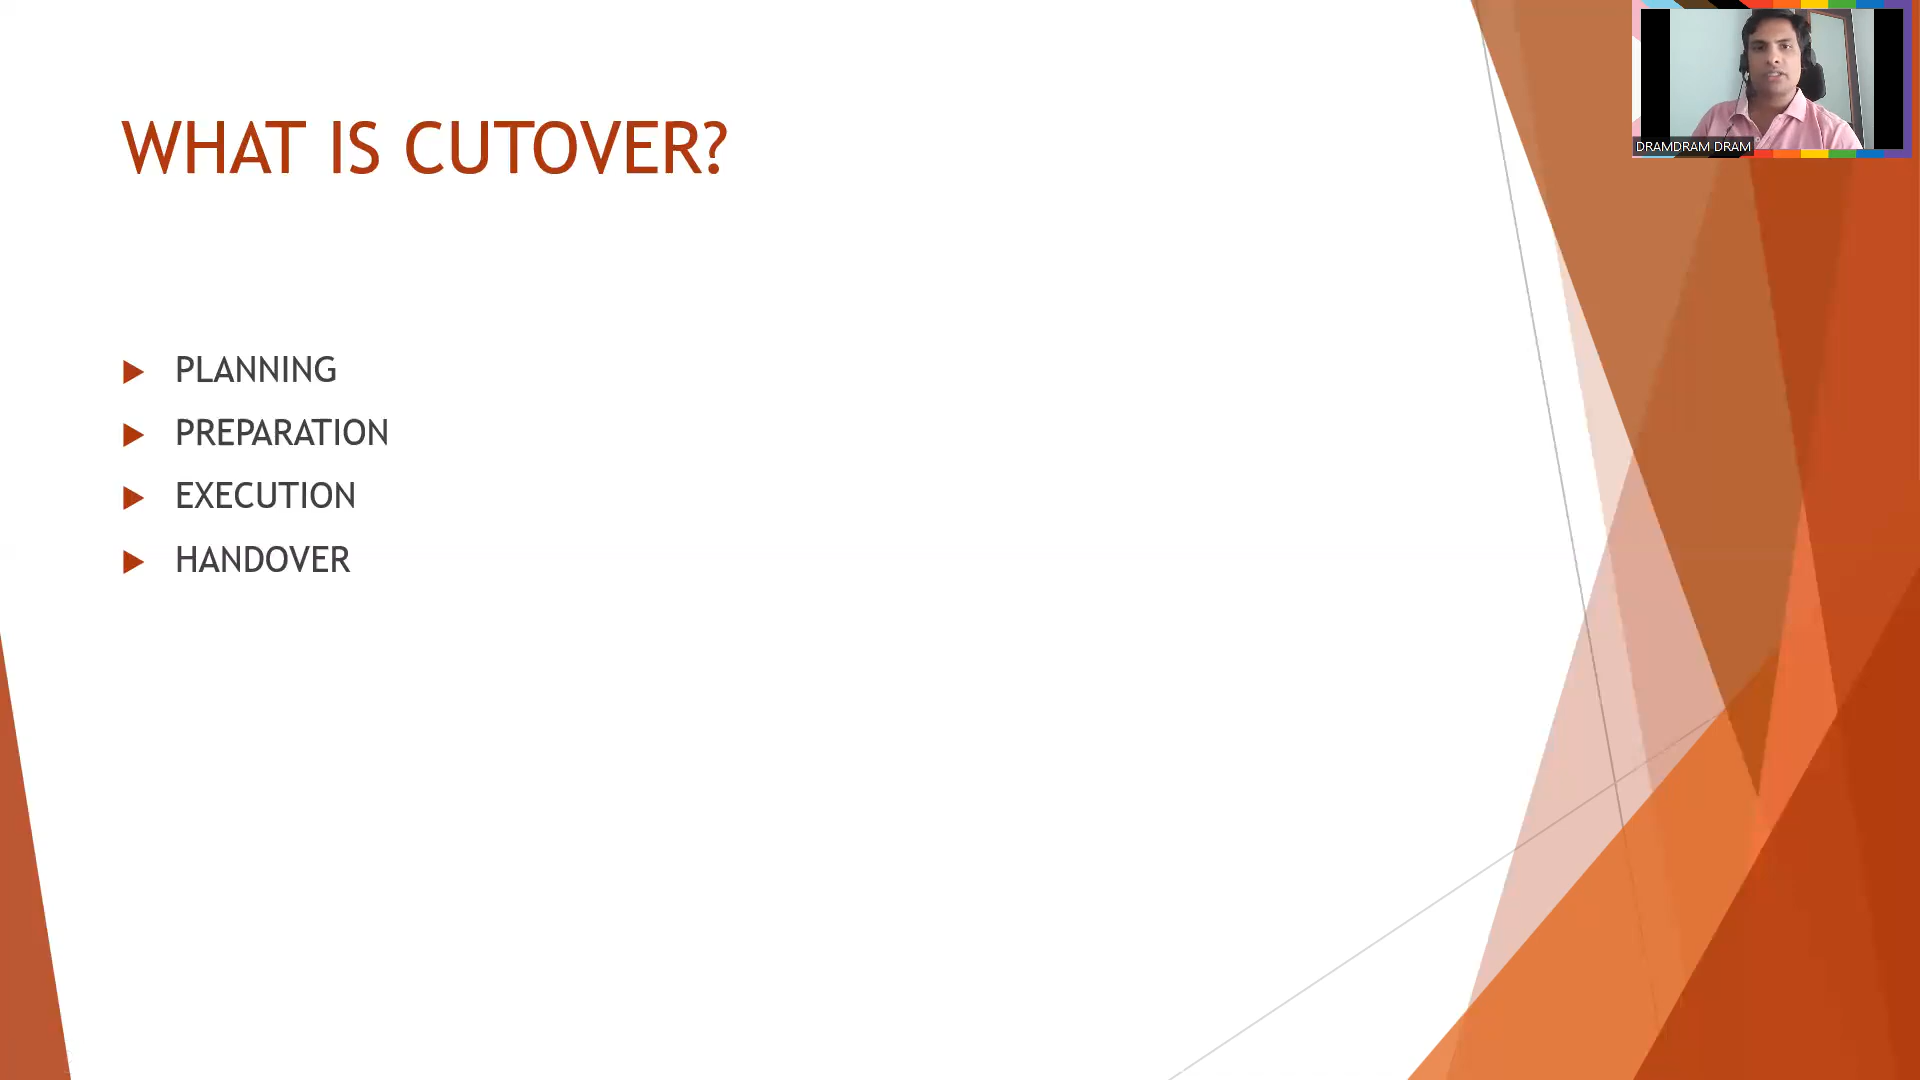 WHAT IS CUTOVER?
PLANNING
PREPARATION
EXECUTION
HANDOVER
DRAMDRAM DRAM